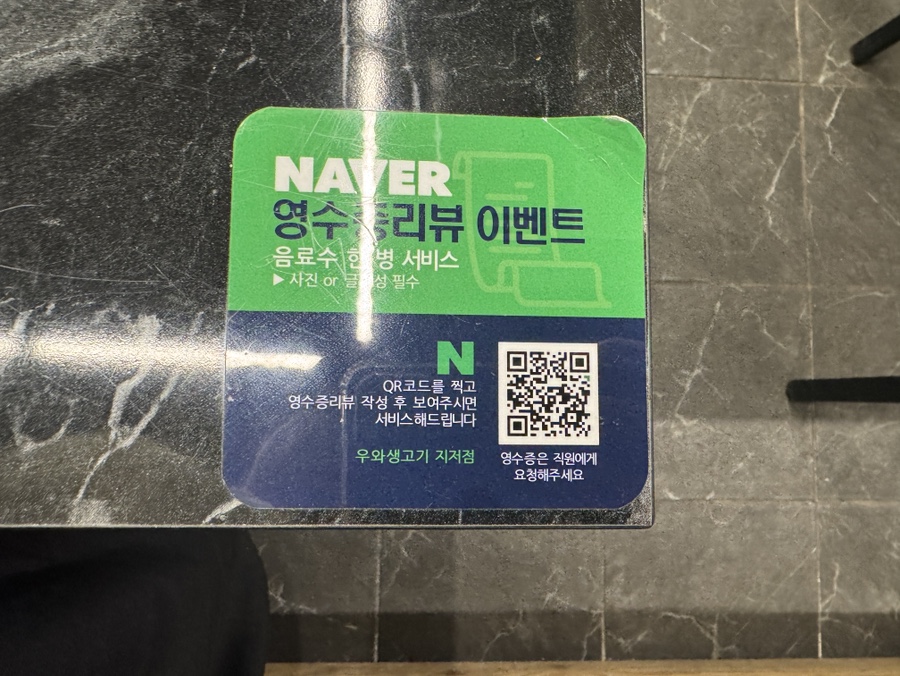 NAVER
영수증리뷰 이벤트
음료수 한병 서비스
▶ 사진 or 글작성 필수
N
QR코드를 찍고
영수증리뷰 작성 후 보여주시면
서비스해드립니다
우와생고기 지저점
영수증은 직원에게
요청해주세요